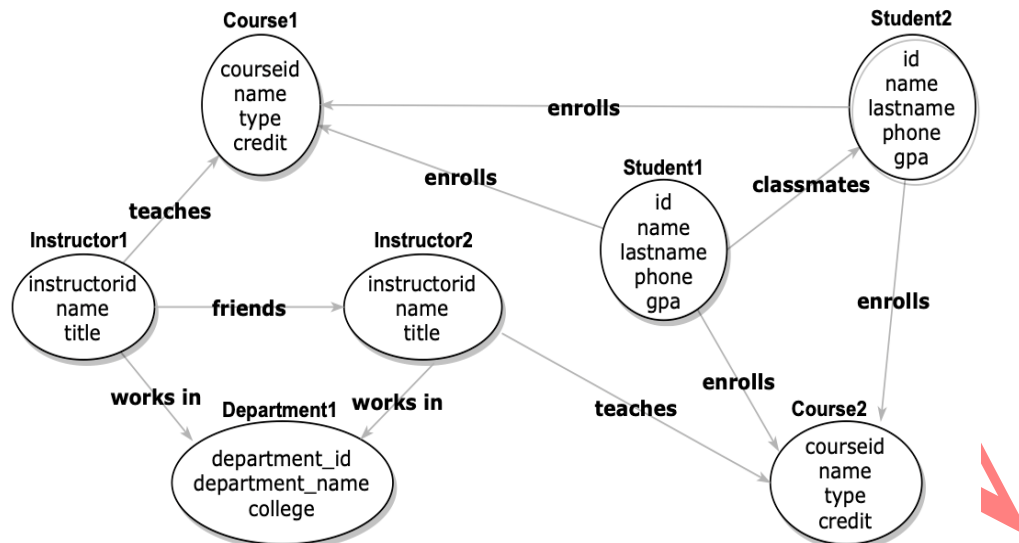 Course1
courseid
name
type
credit
Student2
id
name
lastname
phone
gpa
enrolls
enrolls
Student1
id
name
lastname
phone
gpa
classmates
teaches
Instructor1
instructorid
name
title
friends
Instructor2
instructorid
name
title
enrolls
works in
works in
Department1
department_id
department_name
college
teaches
enrolls
Course2
courseid
name
type
credit